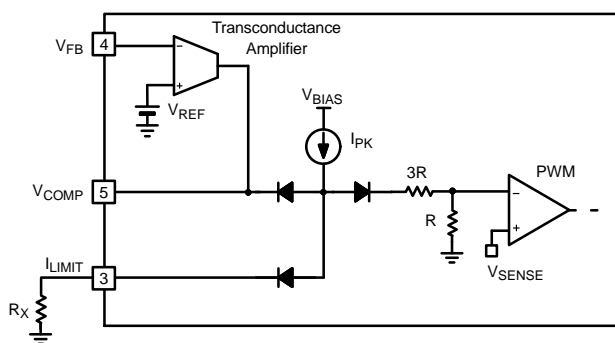 Transconductance
Amplifier
VFB
4
−
+
VREF
VBIAS
IPK
3R
PWM
VCOMP
5
−
R
+
VSENSE
ILIMIT
3
RX